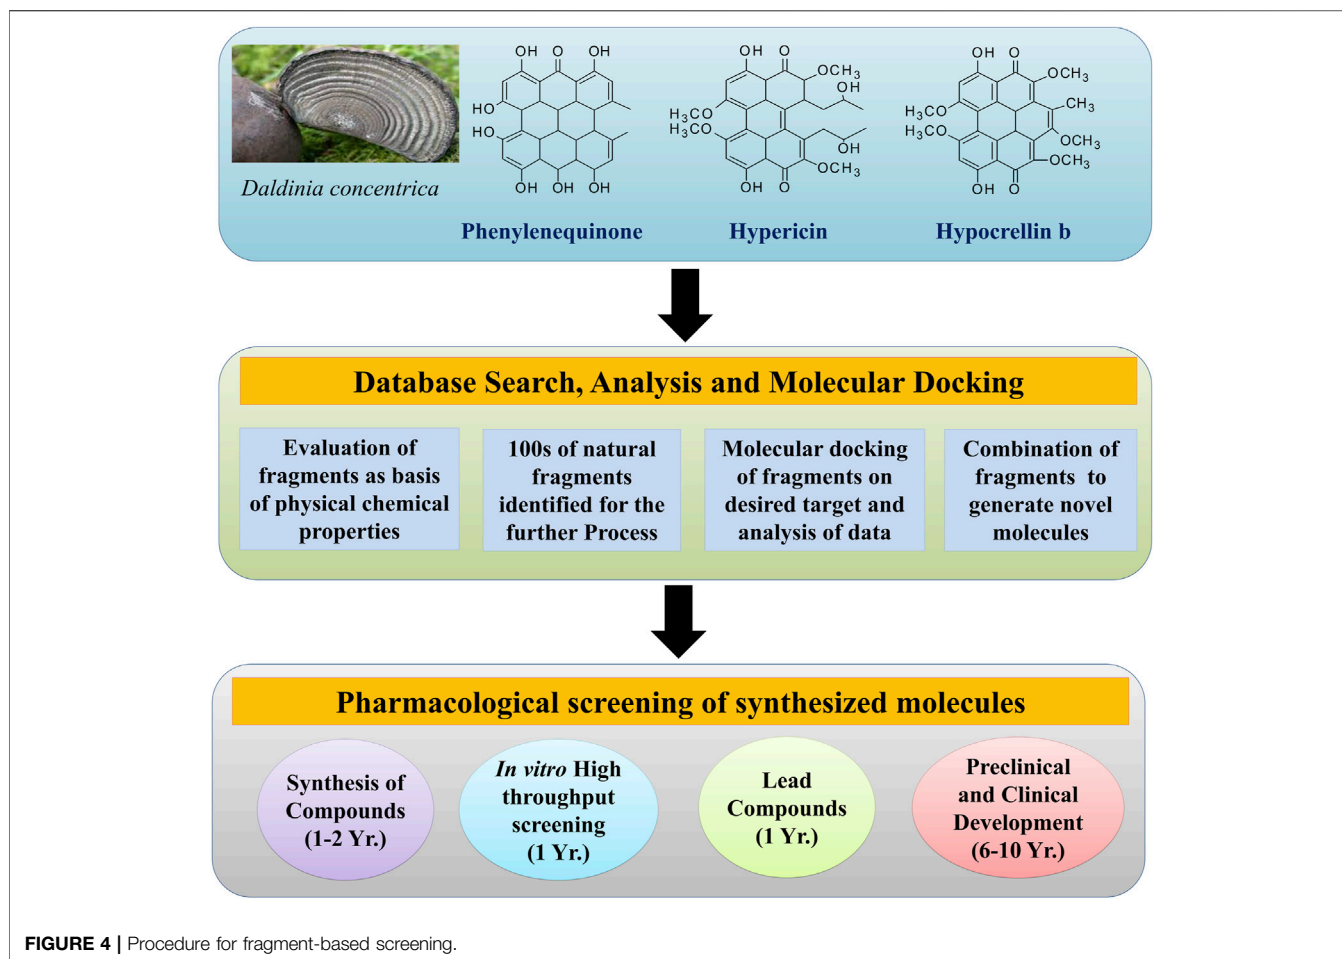 OH O OH
HO
HO
OH OH OH
OH O
OCH3
OH
H3CO
H3CO
OH
OCH3
OH O
OH O
OCH3
CH3
H3CO
H3CO
OCH3
OCH3
OH O
Daldinia concentrica
Phenylenequinone
Hypericin
Hypocrellin b
Database Search, Analysis and Molecular Docking
Evaluation of
fragments as basis
of physical chemical
properties
100s of natural
fragments
identified for the
further Process
Molecular docking
of fragments on
desired target and
analysis of data
Combination of
fragments to
generate novel
molecules
Pharmacological screening of synthesized molecules
Synthesis of
Compounds
(1-2 Yr.)
In vitro High
throughput
screening
(1 Yr.)
Lead
Compounds
(1 Yr.)
Preclinical
and Clinical
Development
(6-10 Yr.)
FIGURE 4 | Procedure for fragment-based screening.